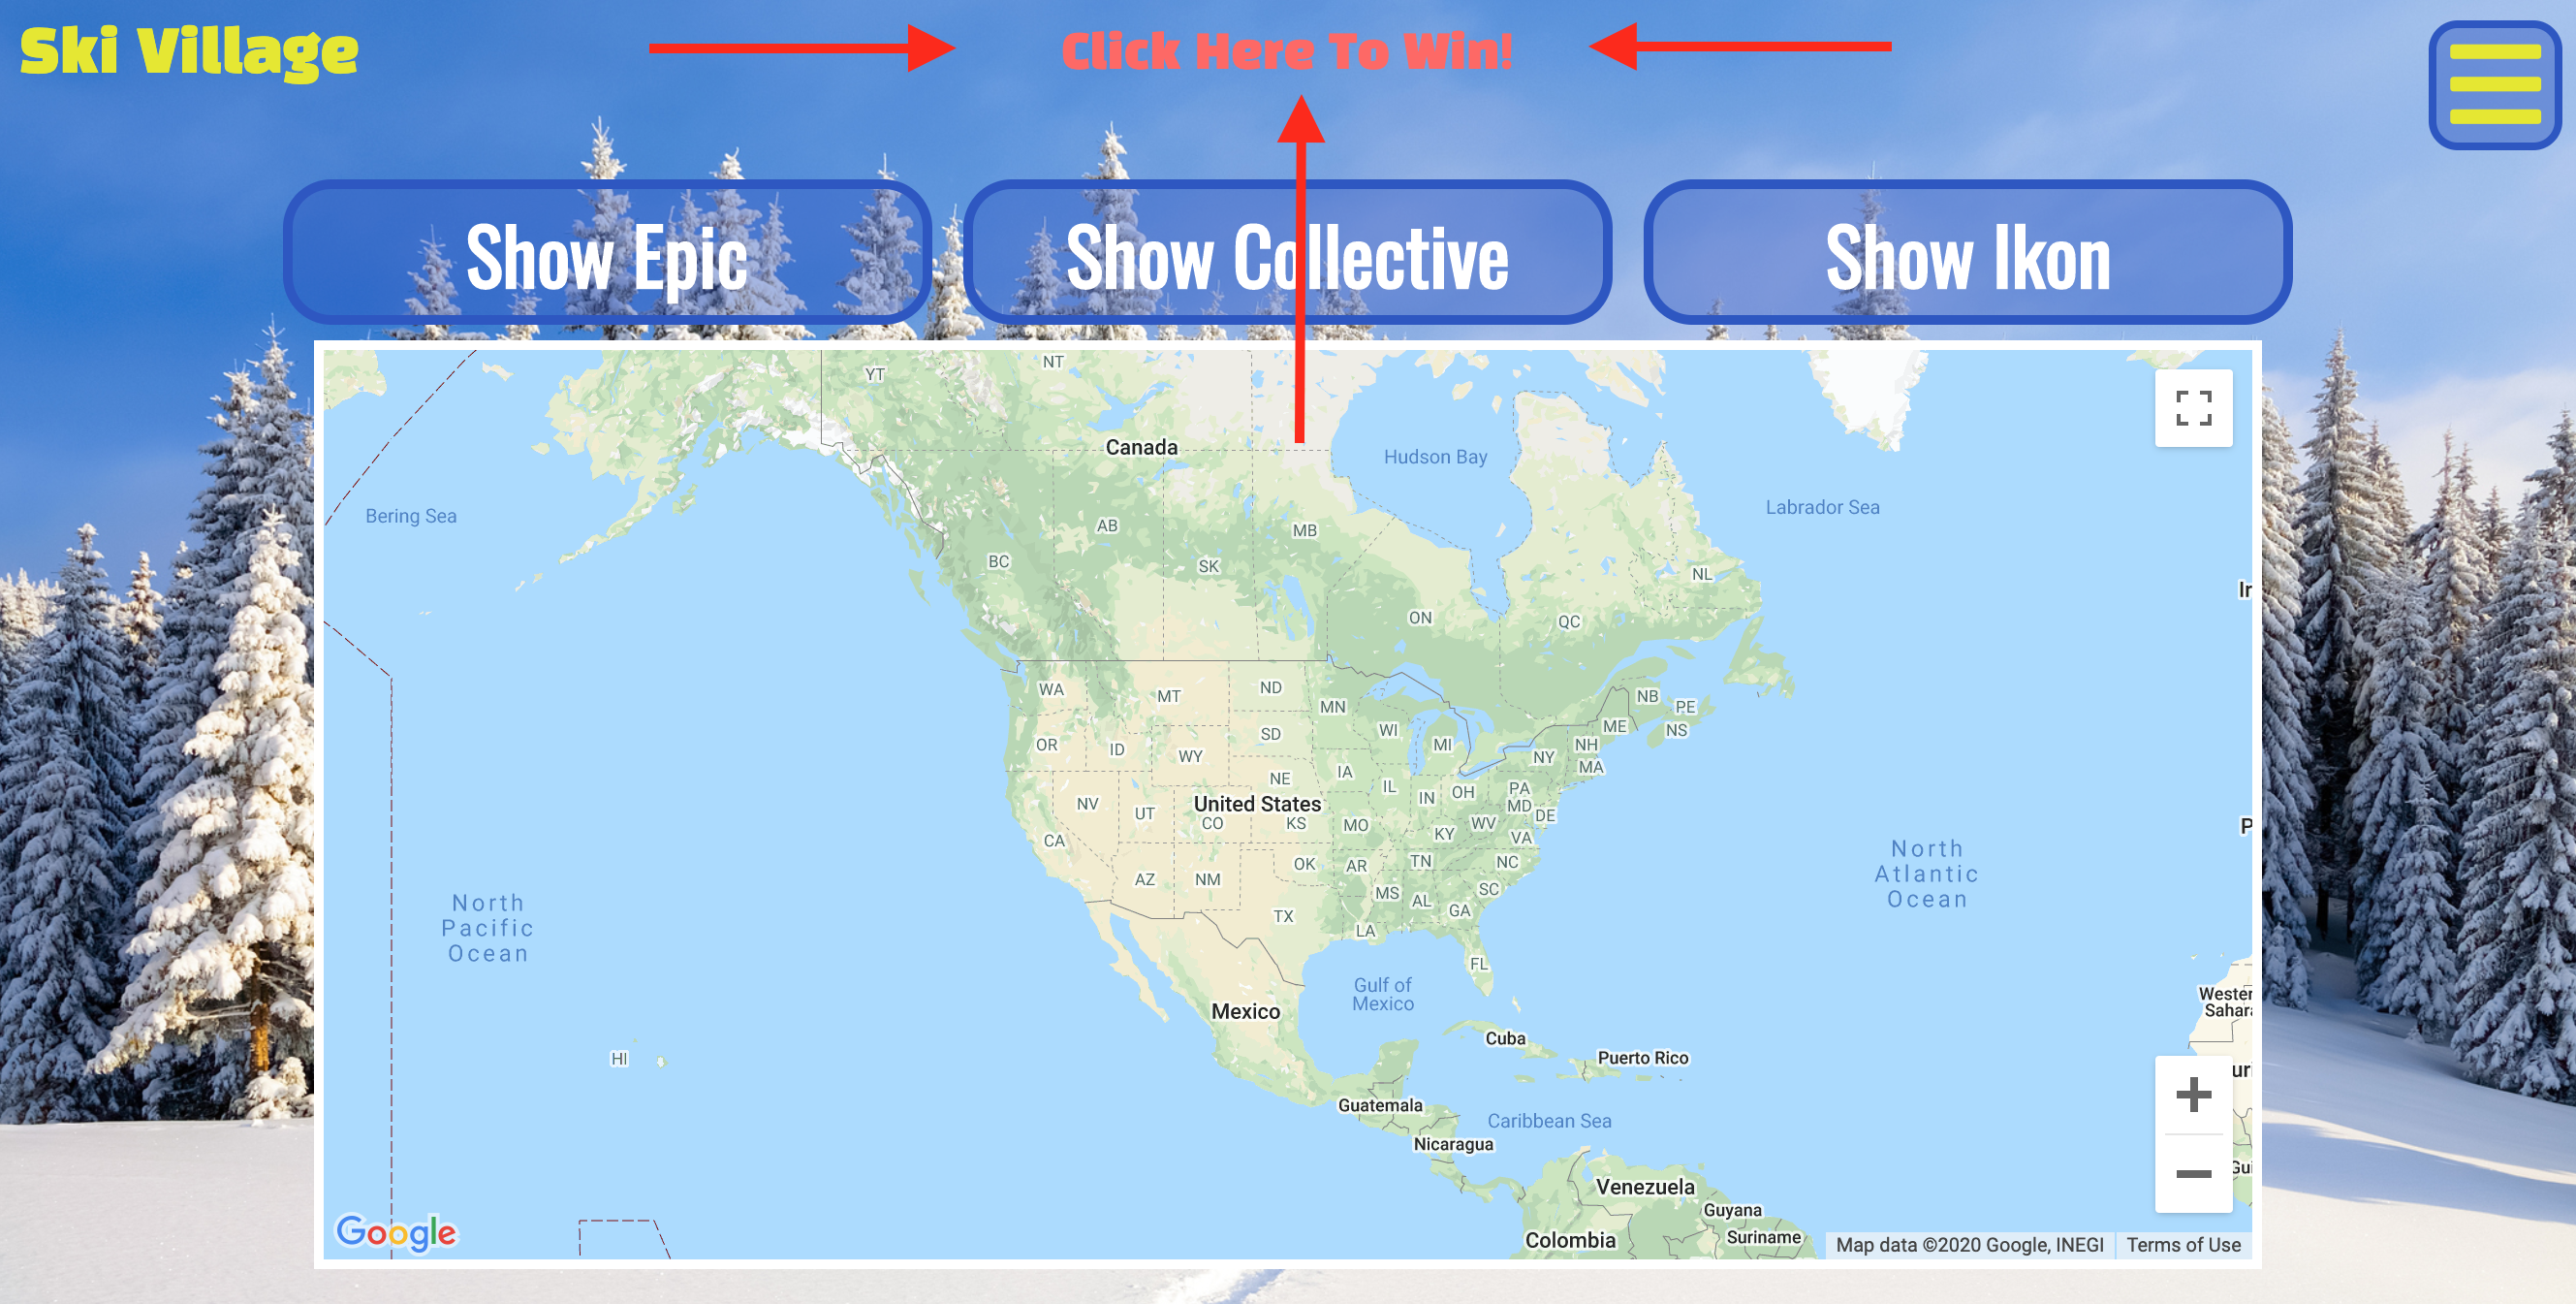 Ski Village
Click Here To Win!
Show Epic
Show Collective
Show Ikon
YT
NT
Canada
Hudson Bay
Labrador Sea
Bering Sea
AB
MB
BC
SK
NL
ON
QC
WA
MT
ND
MN
NB
PE
OR
ID
WY
SD
WI
MI
NY
NH
ME
NS
MA
NE
IA
IL
IN
OH
PA
MD
DE
NV
UT
United States
CO
KS
MO
KY
WV
VA
CA
AZ
NM
OK
AR
TN
NC
MS
AL
SC
GA
TX
LA
FL
North
Pacific
Ocean
North
Atlantic
Ocean
Gulf of
Mexico
Mexico
Cuba
Puerto Rico
HI
Wester
Sahara
Guatemala
Caribbean Sea
Nicaragua
Venezuela
Guyana
Suriname
Colombia
Google
Map data ©2020 Google, INEGI
Terms of Use